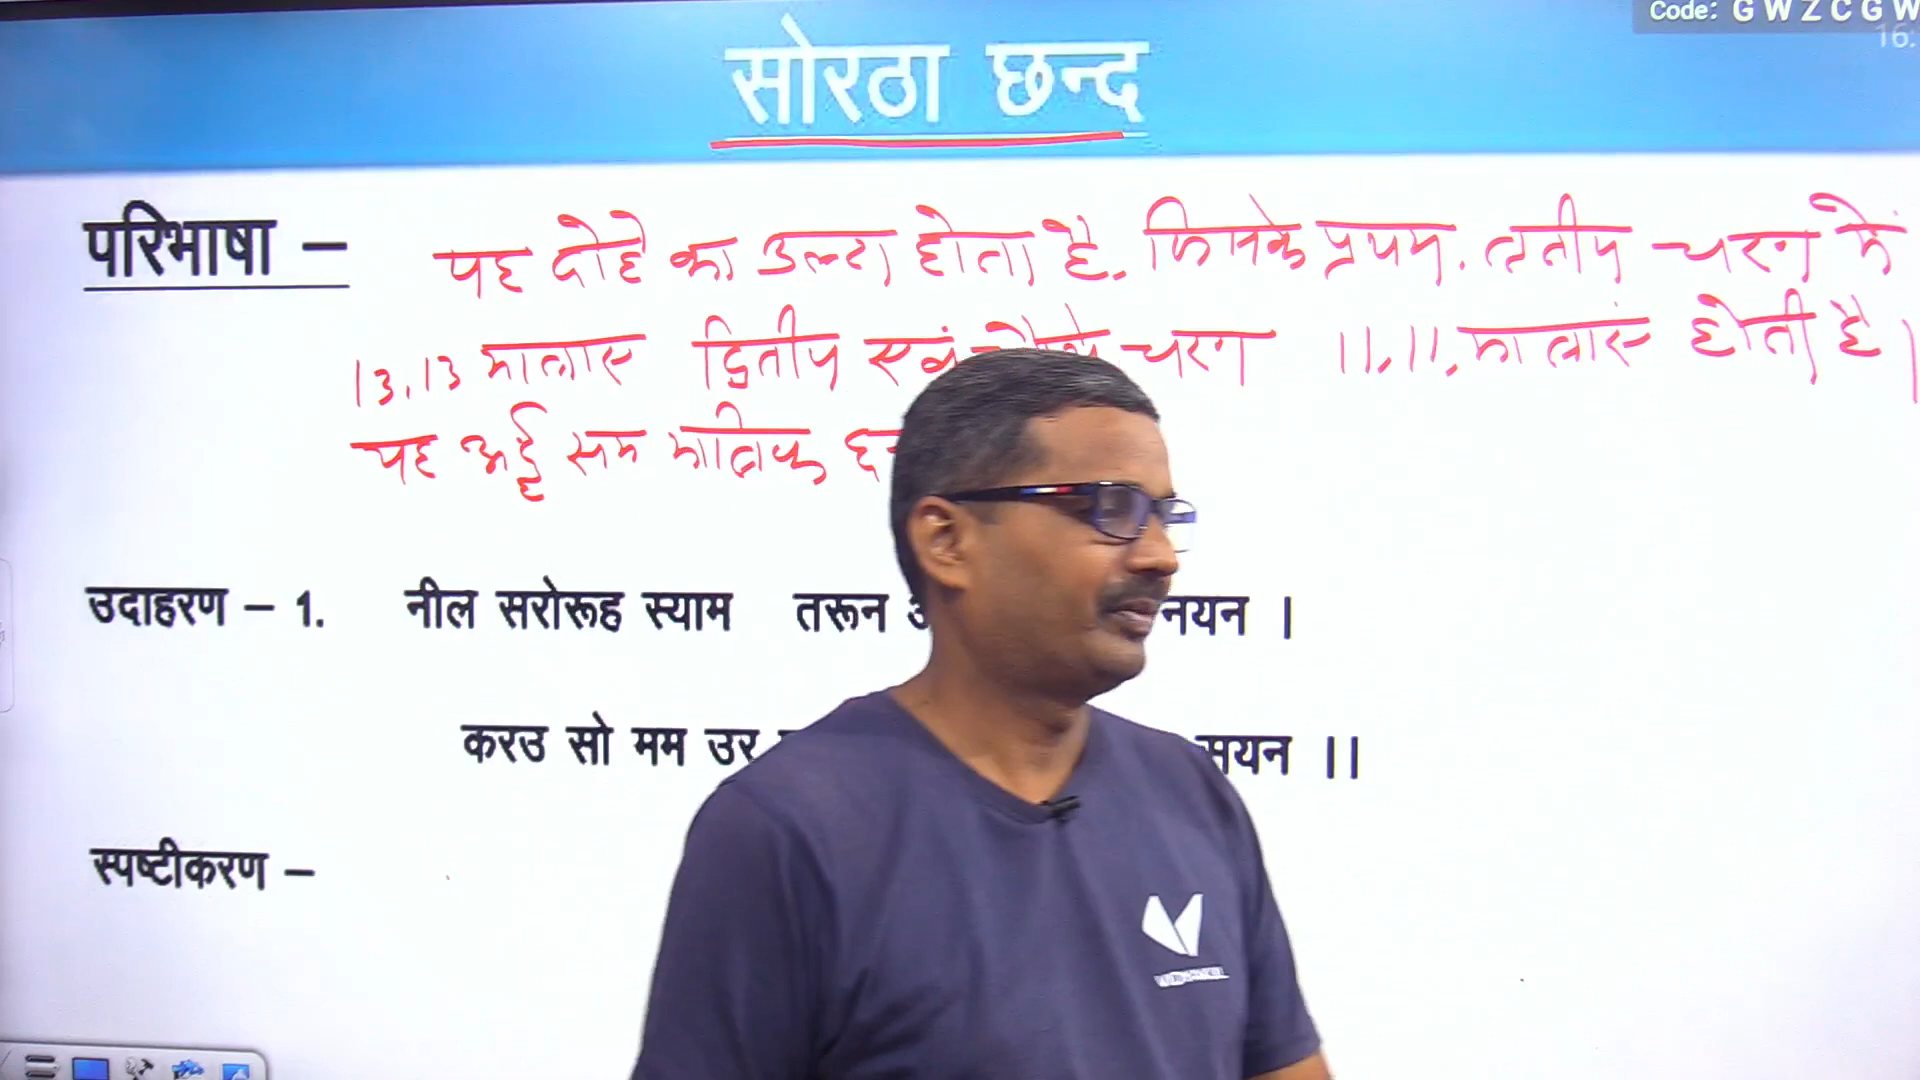 Code: G W Z C G W
16:
सोरठा छन्द
परिभाषा – यह दोहे का उल्टा होता है. जिसके प्रथम. तृतीय चरण में
13,13 मात्राए द्वितीय एवं चरण 11.11. मात्राएं होती है।
यह अर्द्ध सम मात्रिक
उदाहरण – 1. नील सरोरूह स्याम तरून नयन ।
करउ सो मम उर सयन ।।
स्पष्टीकरण –